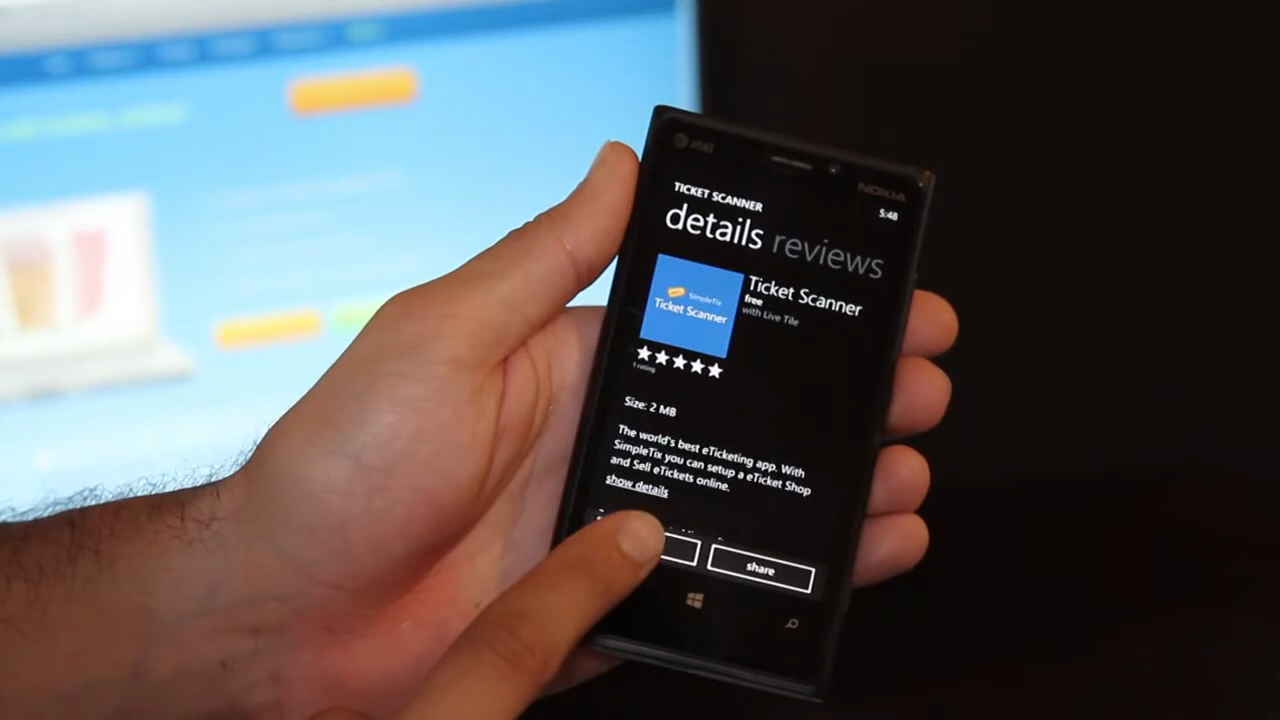 at&t
NOKIA
5:48
TICKET SCANNER
details reviews
SimpleTix
Ticket Scanner
Ticket Scanner
free
with Live Tile
1 rating
Size: 2 MB
The world's best eTicketing app. With
SimpleTix you can setup a eTicket Shop
and Sell eTickets online.
show details
share